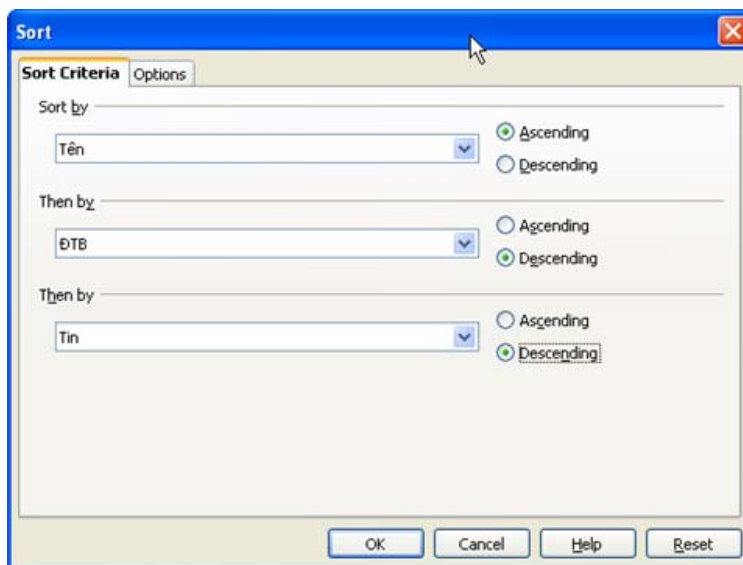 Sort
Sort Criteria Options
Sort by
Tên
Ascending
Descending
Then by
ĐTB
Ascending
Descending
Then by
Tin
Ascending
Descending
OK Cancel Help Reset